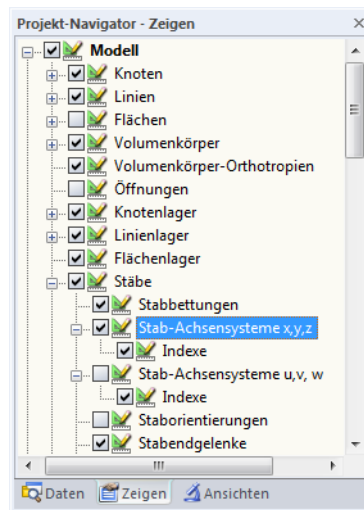 Projekt-Navigator - Zeigen
Modell
Knoten
Linien
Flächen
Volumenkörper
Volumenkörper-Orthotropien
Öffnungen
Knotenlager
Linienlager
Flächenlager
Stäbe
Stabbettungen
Stab-Achsensysteme x,y,z
Indexe
Stab-Achsensysteme u,v, w
Indexe
Staborientierungen
Stabendgelenke
Daten Zeigen Ansichten